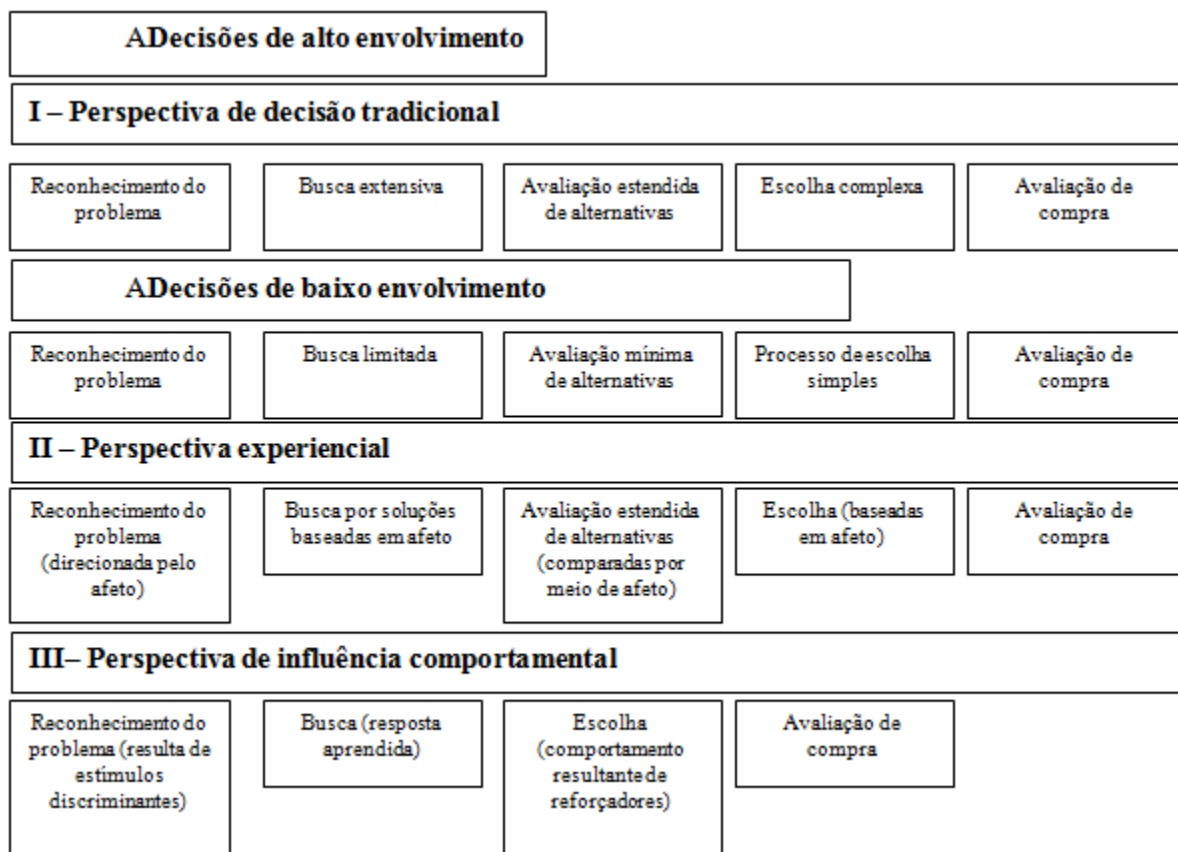 ADecisões de alto envolvimento
I – Perspectiva de decisão tradicional
Reconhecimento do
problema
Busca extensiva
Avaliação estendida
de alternativas
Escolha complexa
Avaliação de
compra
ADecisões de baixo envolvimento
Reconhecimento do
problema
Busca limitada
Avaliação mínima
de alternativas
Processo de escolha
simples
Avaliação de
compra
II – Perspectiva experiencial
Reconhecimento do
problema
(direcionada pelo
afeto)
Busca por soluções
baseadas em afeto
Avaliação estendida
de alternativas
(comparadas por
meio de afeto)
Escolha (baseadas
em afeto)
Avaliação de
compra
III– Perspectiva de influência comportamental
Reconhecimento do
problema (resulta de
estímulos
discriminantes)
Busca (resposta
aprendida)
Escolha
(comportamento
resultante de
reforçadores)
Avaliação de
compra